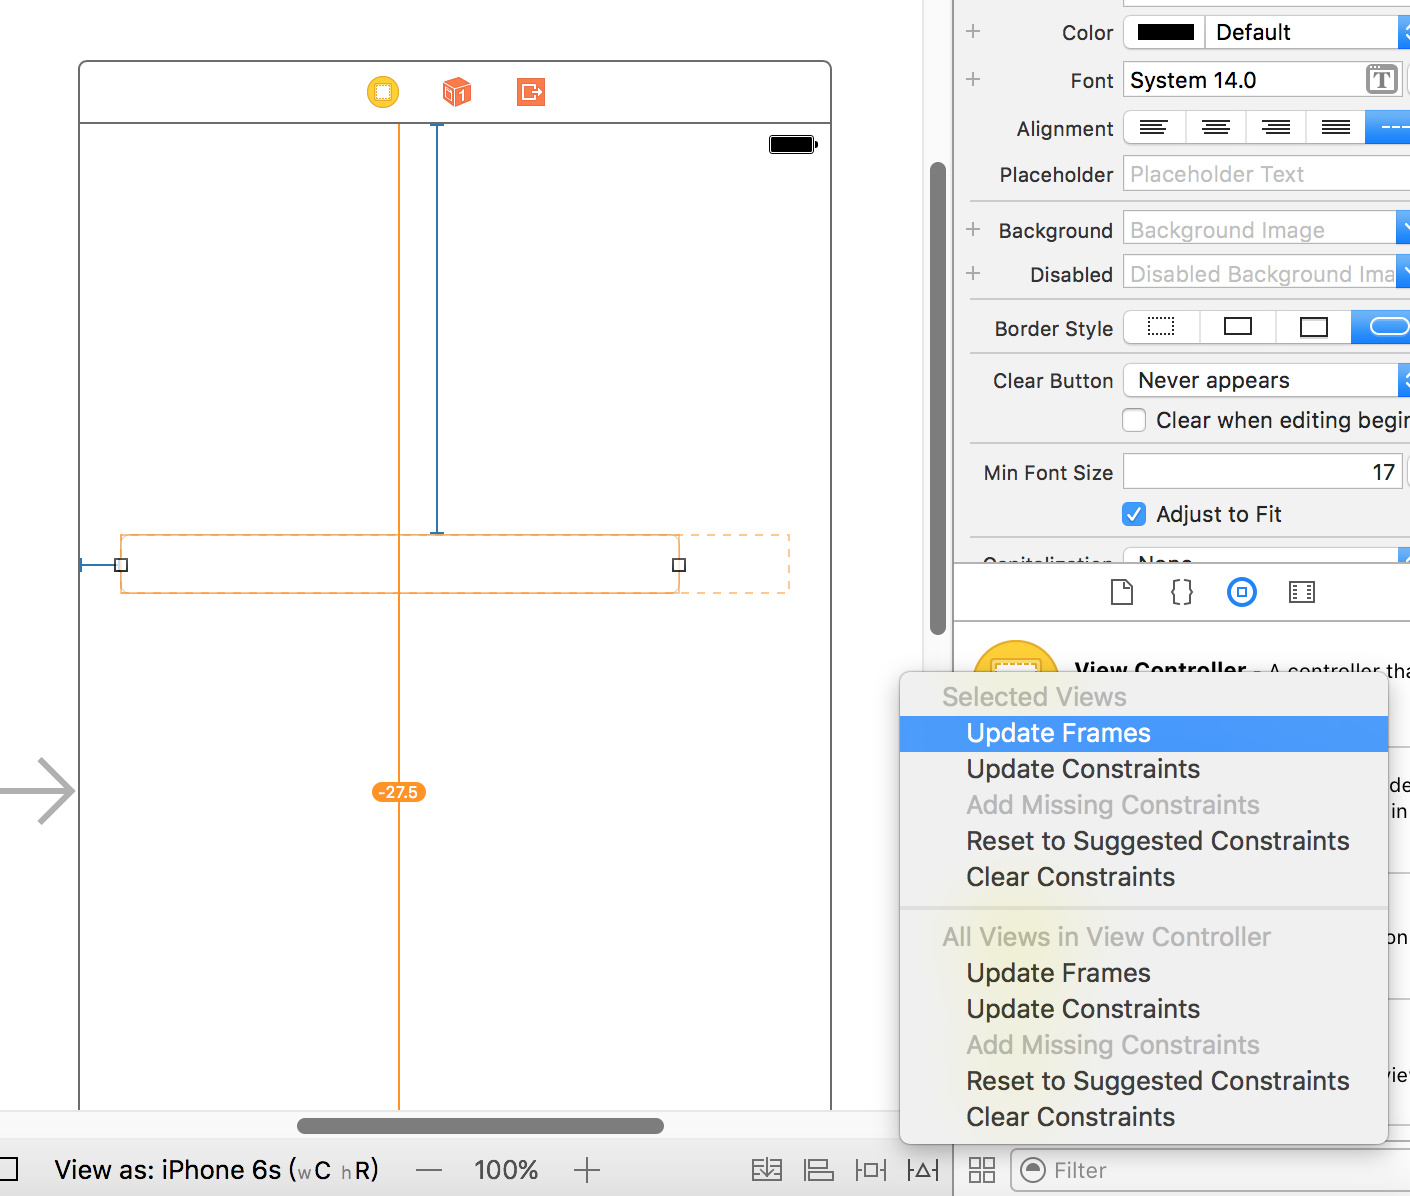 Color
Default
Font
System 14.0
T
Alignment
Placeholder
Placeholder Text
Background
Background Image
Disabled
Disabled Background Ima
Border Style
Clear Button
Never appears
Clear when editing begin
Min Font Size
17
Adjust to Fit
Capitalization
None
{}
View Controller - A controller tha
-27.5
Selected Views
Update Frames
Update Constraints
Add Missing Constraints
Reset to Suggested Constraints
Clear Constraints
All Views in View Controller
Update Frames
Update Constraints
Add Missing Constraints
Reset to Suggested Constraints
Clear Constraints
de
in
on
View as: iPhone 6s (wC hR)
100%
Filter